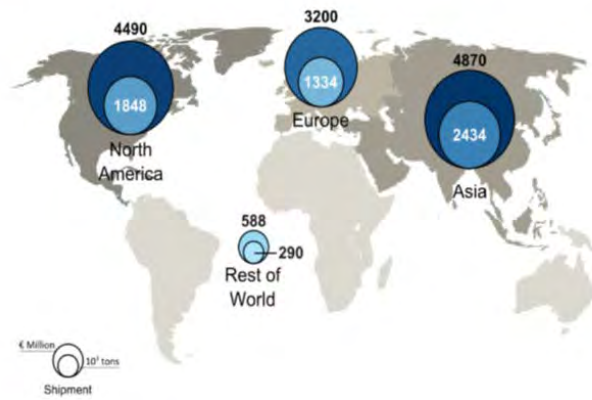 4490
1848
North
America
3200
1334
Europe
4870
2434
Asia
588
290
Rest of
World
€ Million
10³ tons
Shipment